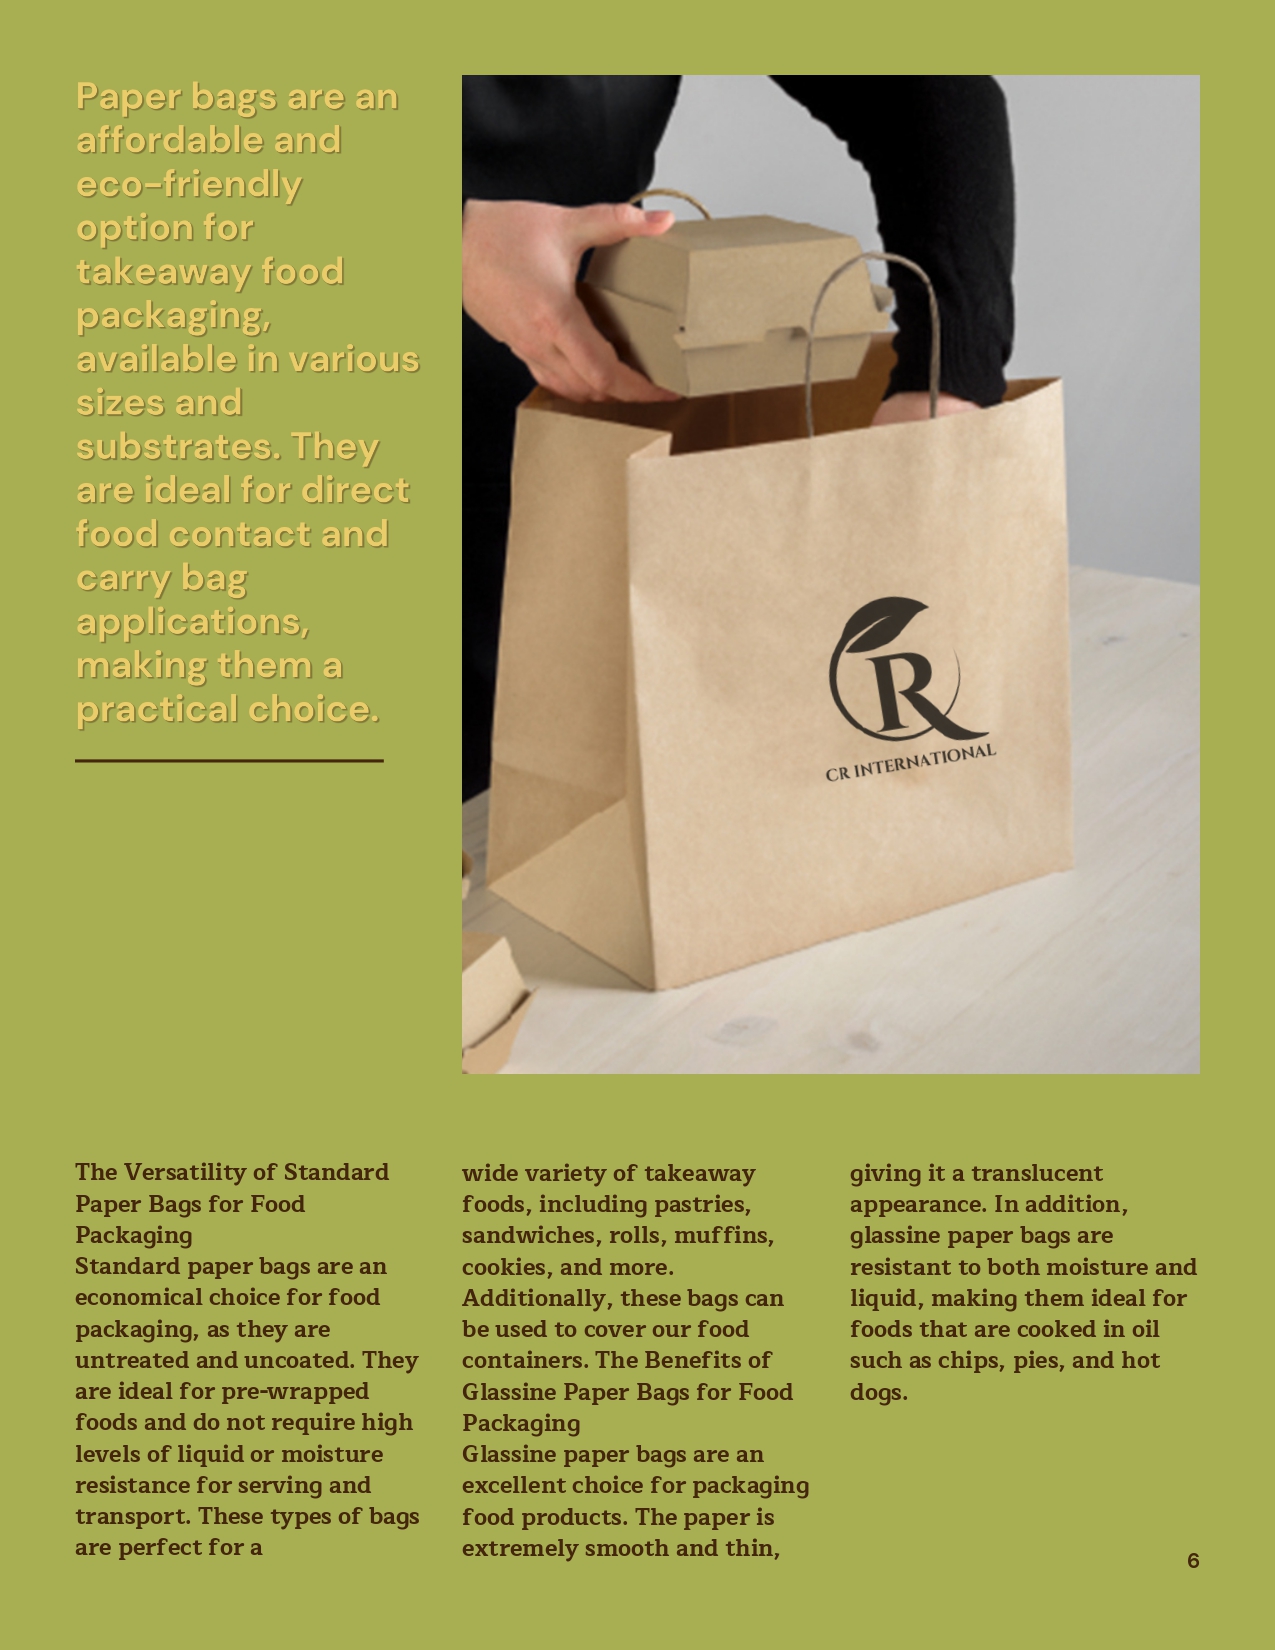 Paper bags are an
affordable and
eco-friendly
option for
takeaway food
packaging,
available in various
sizes and
substrates. They
are ideal for direct
food contact and
carry bag
applications,
making them a
practical choice.
R
CR INTERNATIONAL
The Versatility of Standard
Paper Bags for Food
Packaging
Standard paper bags are an
economical choice for food
packaging, as they are
untreated and uncoated. They
are ideal for pre-wrapped
foods and do not require high
levels of liquid or moisture
resistance for serving and
transport. These types of bags
are perfect for a
wide variety of takeaway
foods, including pastries,
sandwiches, rolls, muffins,
cookies, and more.
Additionally, these bags can
be used to cover our food
containers. The Benefits of
Glassine Paper Bags for Food
Packaging
Glassine paper bags are an
excellent choice for packaging
food products. The paper is
extremely smooth and thin,
giving it a translucent
appearance. In addition,
glassine paper bags are
resistant to both moisture and
liquid, making them ideal for
foods that are cooked in oil
such as chips, pies, and hot
dogs.
6